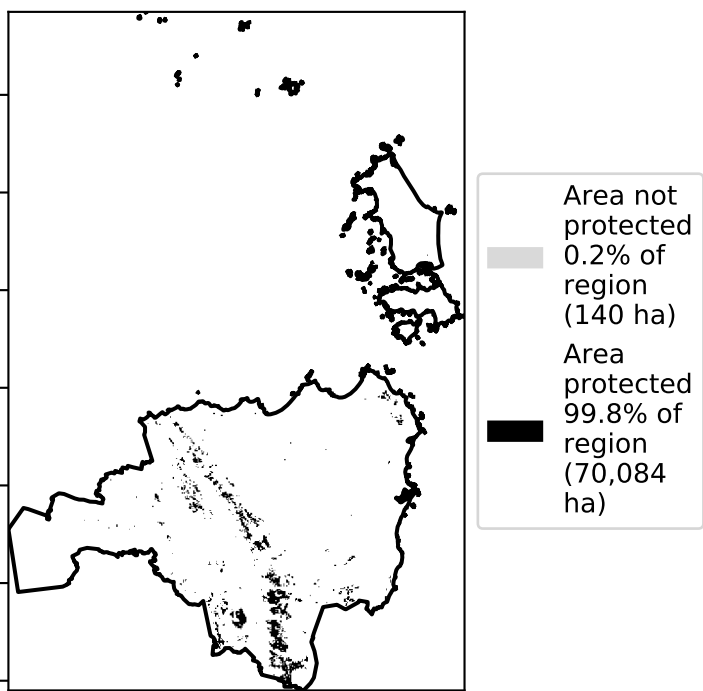 Area not
protected
0.2% of
region
(140 ha)
Area
protected
99.8% of
region
(70,084
ha)